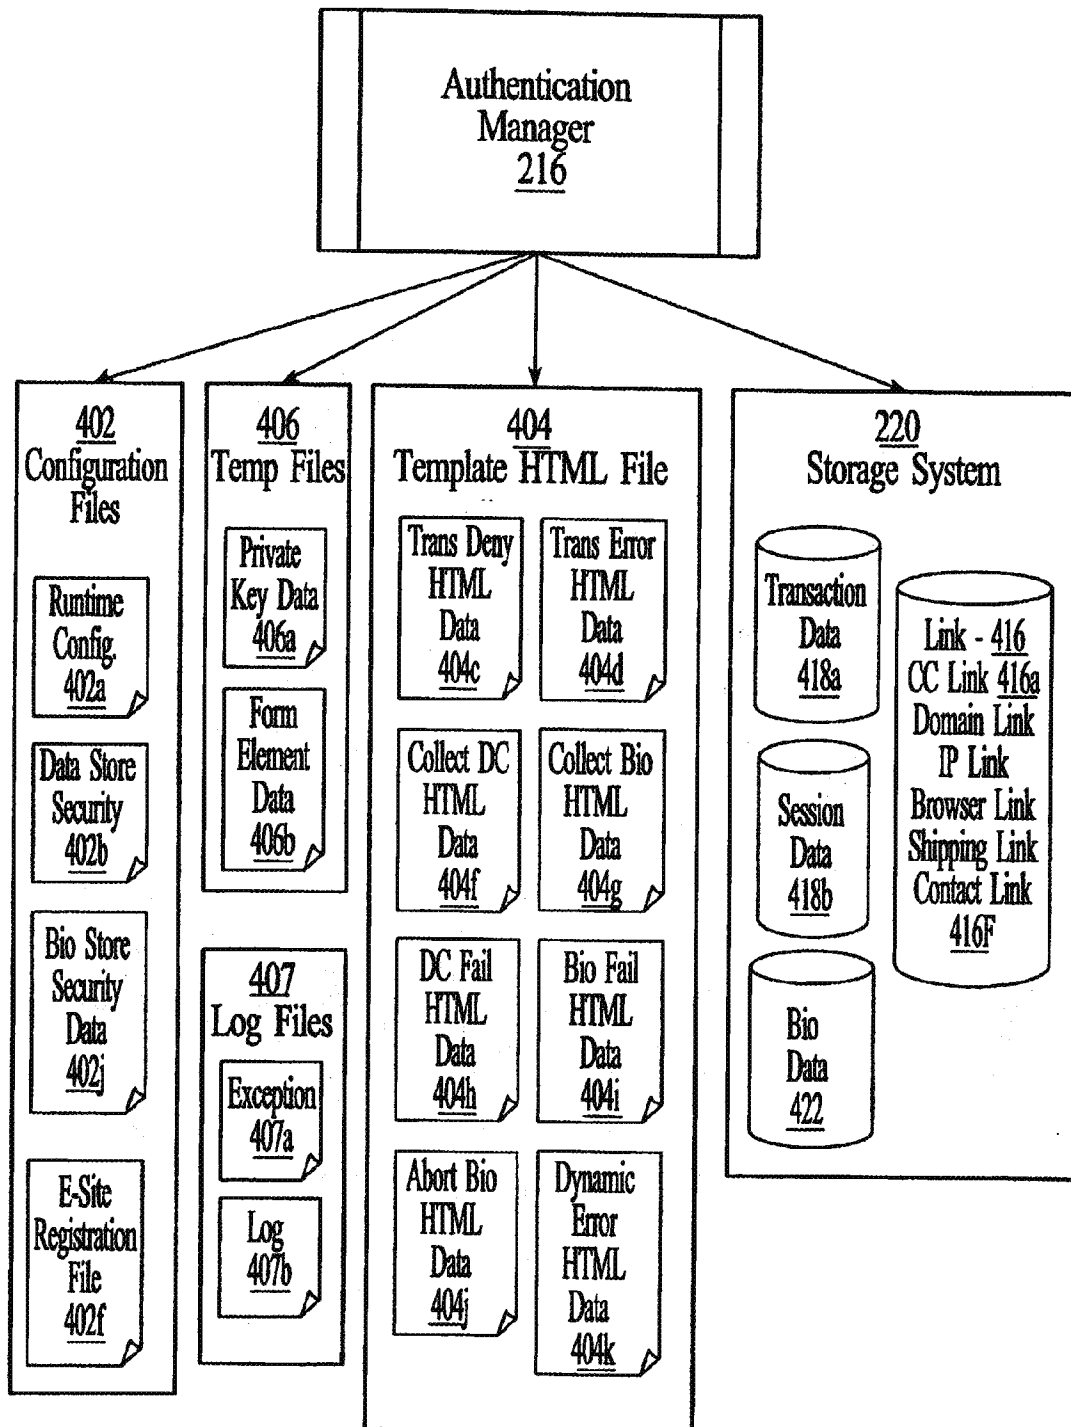 Authentication
Manager
216
402
Configuration
Files
Runtime
Config.
402a
Data Store
Security
402b
Bio Store
Security
Data
402j
E-Site
Registration
File
402f
406
Temp Files
Private
Key Data
406a
Form
Element
Data
406b
407
Log Files
Exception
407a
Log
407b
404
Template HTML File
Trans Deny
HTML
Data
404c
Trans Error
HTML
Data
404d
Collect DC
HTML
Data
404f
Collect Bio
HTML
Data
404g
DC Fail
HTML
Data
404h
Bio Fail
HTML
Data
404i
Abort Bio
HTML
Data
404j
Dynamic
Error
HTML
Data
404k
220
Storage System
Transaction
Data
418a
Session
Data
418b
Bio
Data
422
Link - 416
CC Link 416a
Domain Link
IP Link
Browser Link
Shipping Link
Contact Link
416F